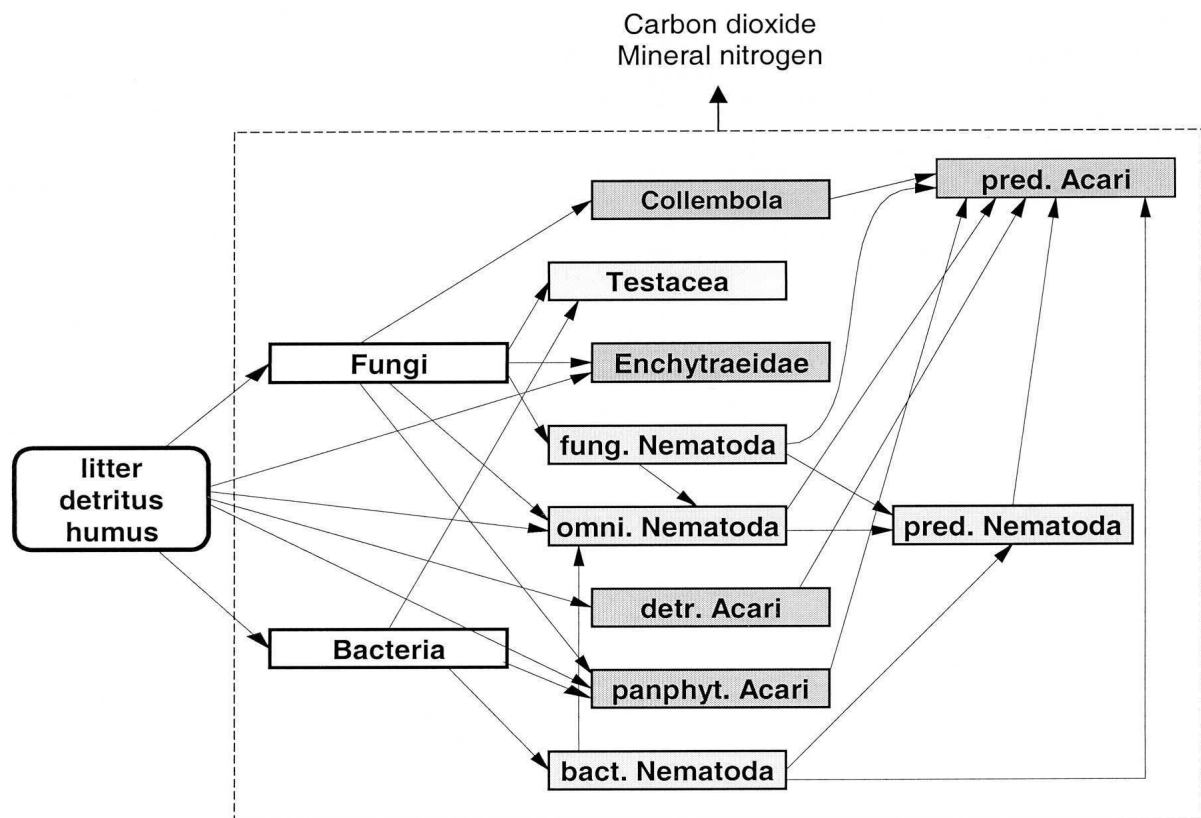 Carbon dioxide
Mineral nitrogen
pred. Acari
Collembola
Testacea
Fungi
Enchytraeidae
fung. Nematoda
litter
detritus
humus
omni. Nematoda
pred. Nematoda
detr. Acari
Bacteria
panphyt. Acari
bact. Nematoda